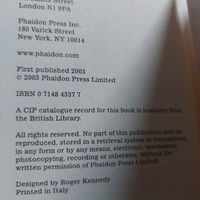 Street
London N1 9PA
Phaidon Press Inc.
180 Varick Street
New York, NY 10014
www.phaidon.com
First published 2003
© 2003 Phaidon Press Limited
ISBN 0 7148 4337 7
A CIP catalogue record for this book is available from
the British Library.
All rights reserved. No part of this publication may be
reproduced, stored in a retrieval system or transmitted,
in any form or by any means, electronic, mechanical,
photocopying, recording or otherwise, without the
written permission of Phaidon Press Limited.
Designed by Roger Kennedy
Printed in Italy